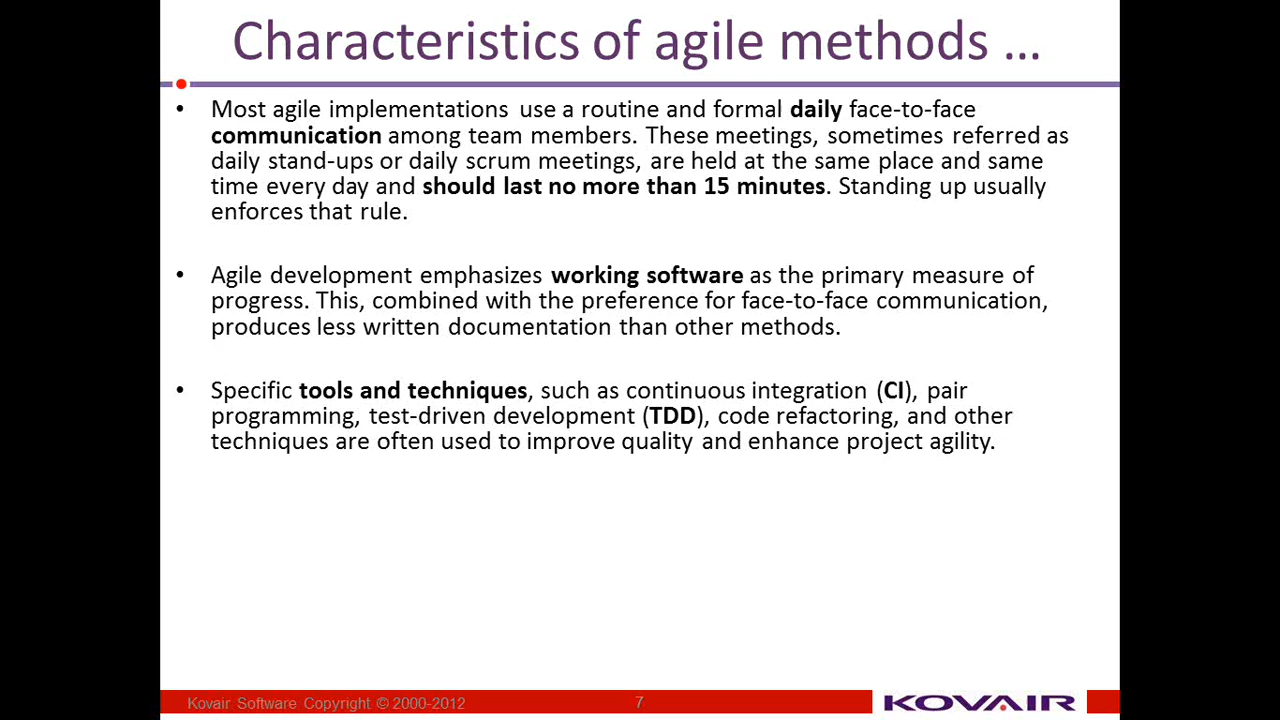 Characteristics of agile methods ...
• Most agile implementations use a routine and formal daily face-to-face
communication among team members. These meetings, sometimes referred as
daily stand-ups or daily scrum meetings, are held at the same place and same
time every day and should last no more than 15 minutes. Standing up usually
enforces that rule.
• Agile development emphasizes working software as the primary measure of
progress. This, combined with the preference for face-to-face communication,
produces less written documentation than other methods.
• Specific tools and techniques, such as continuous integration (CI), pair
programming, test-driven development (TDD), code refactoring, and other
techniques are often used to improve quality and enhance project agility.
Kovair Software Copyright © 2000-2012 7 KOVAIR